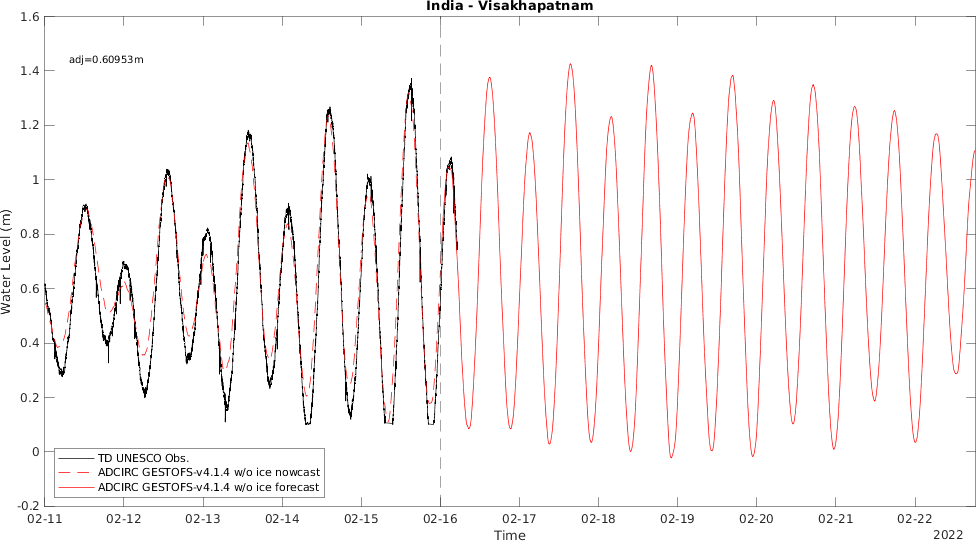 India - Visakhapatnam
adj=0.60953m
1.6
1.4
1.2
1
0.8
0.6
0.4
0.2
0
-0.2
Water Level (m)
TD UNESCO Obs.
ADCIRC GESTOFS-v4.1.4 w/o ice nowcast
ADCIRC GESTOFS-v4.1.4 w/o ice forecast
02-11 02-12 02-13 02-14 02-15 02-16 02-17 02-18 02-19 02-20 02-21 02-22
Time
2022